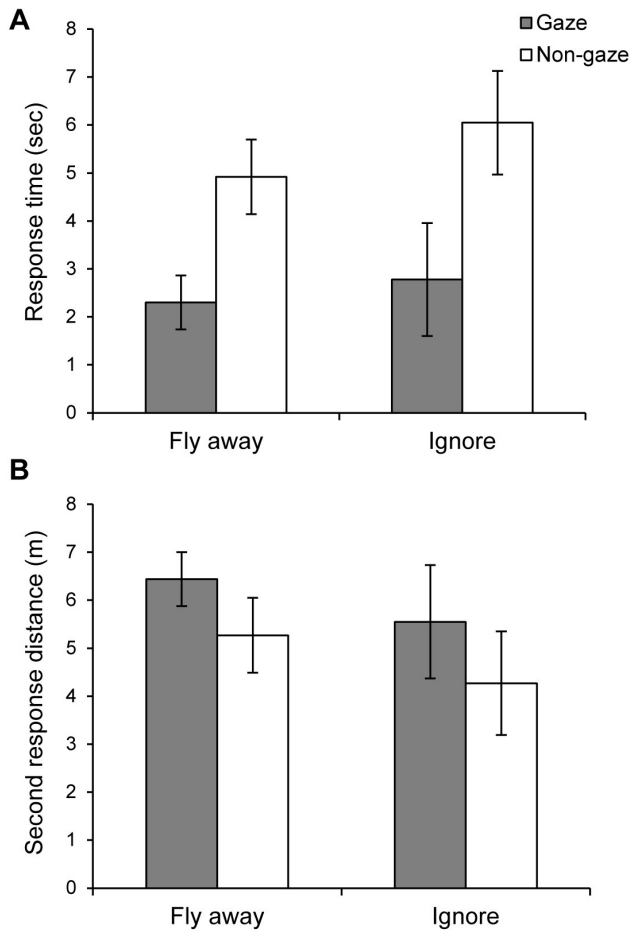 A
Gaze
Non-gaze
Response time (sec)
8
7
6
5
4
3
2
1
0
Fly away
Ignore
B
Second response distance (m)
8
7
6
5
4
3
2
1
0
Fly away
Ignore